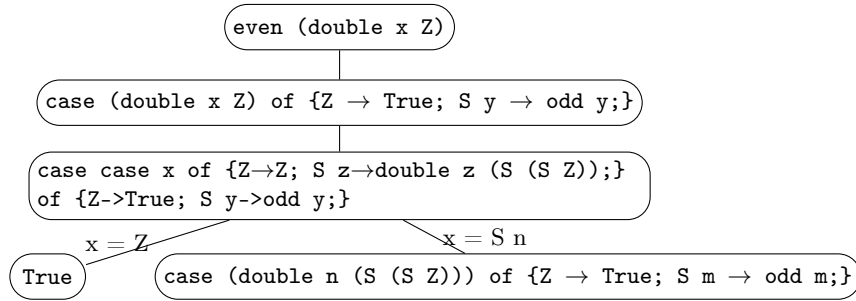 even (double x Z)
case (double x Z) of {Z → True; S y → odd y;}
case case x of {Z→Z; S z→double z (S (S Z));}
of {Z->True; S y->odd y;}
x = Z
x = S n
True
case (double n (S (S Z))) of {Z → True; S m → odd m;}